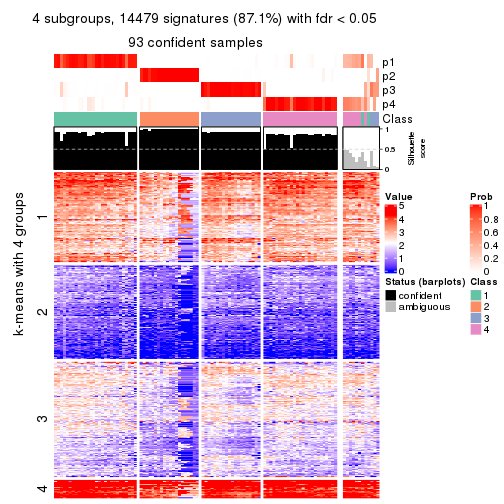 4 subgroups, 14479 signatures (87.1%) with fdr < 0.05
93 confident samples
p1
p2
p3
p4
Class
1
0.5
0
Silhouette
score
k-means with 4 groups
1
2
3
4
Value
5
4
3
2
1
0
Prob
1
0.8
0.6
0.4
0.2
0
Status (barplots)
confident
ambiguous
Class
1
2
3
4